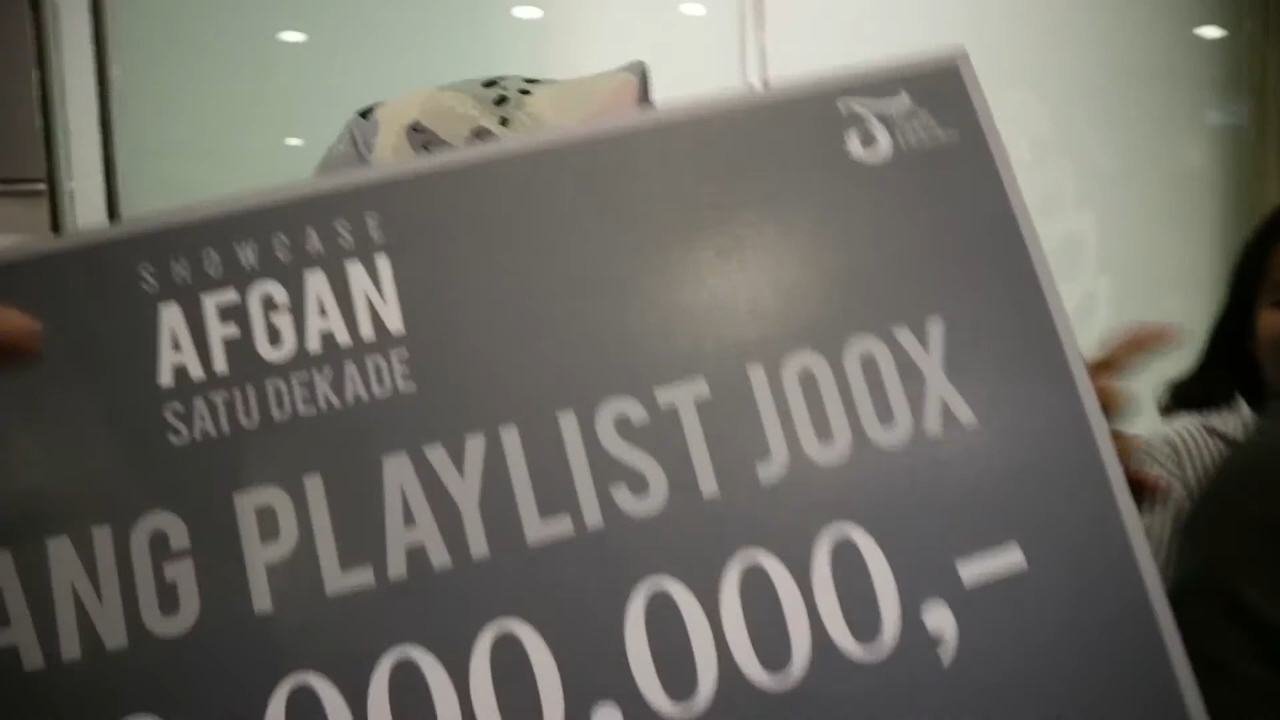 SHOWCASE
AFGAN
SATU DEKADE
ANG PLAYLIST JOOX
000.000,-